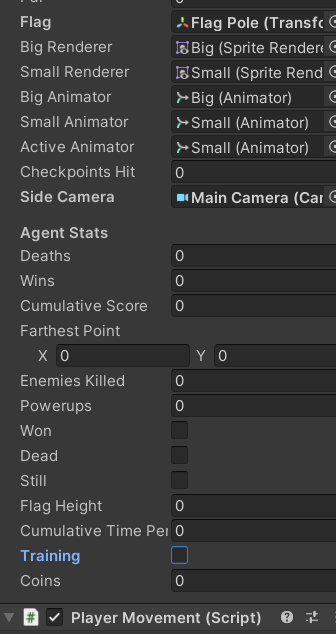 Flag Flag Pole (Transfo
Big Renderer Big (Sprite Rendere
Small Renderer Small (Sprite Rend
Big Animator Big (Animator)
Small Animator Small (Animator)
Active Animator Small (Animator)
Checkpoints Hit 0
Side Camera Main Camera (Car
Agent Stats
Deaths 0
Wins 0
Cumulative Score 0
Farthest Point
X 0 Y 0
Enemies Killed 0
Powerups 0
Won
Dead
Still
Flag Height 0
Cumulative Time Per 0
Training
Coins 0
# Player Movement (Script)